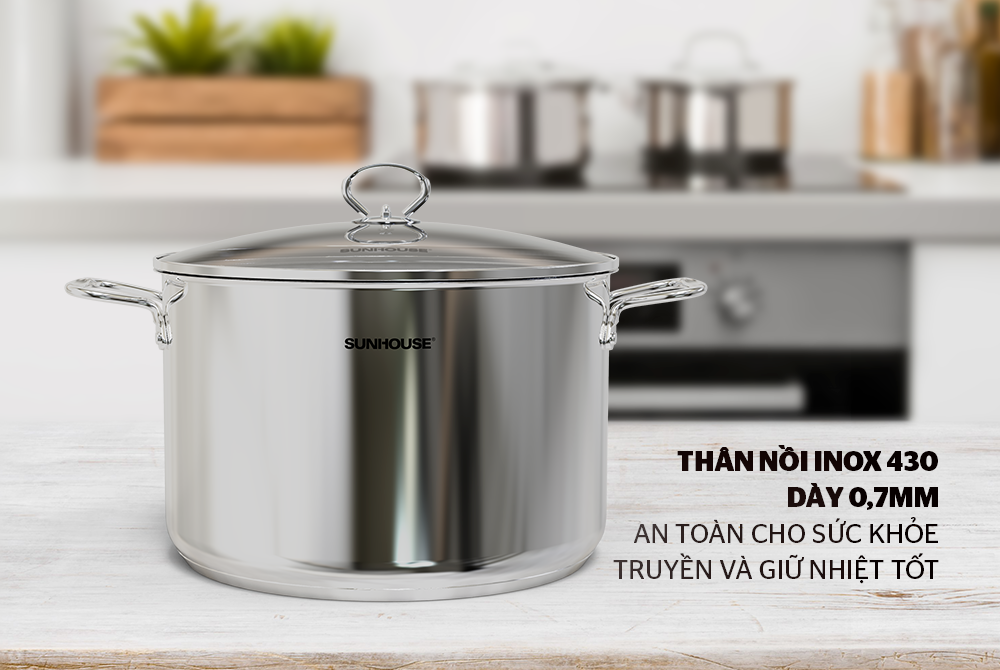 SUNHOUSE
SUNHOUSE®
THÂN NỒI INOX 430
DÀY 0,7MM
AN TOÀN CHO SỨC KHỎE
TRUYỀN VÀ GIỮ NHIỆT TỐT